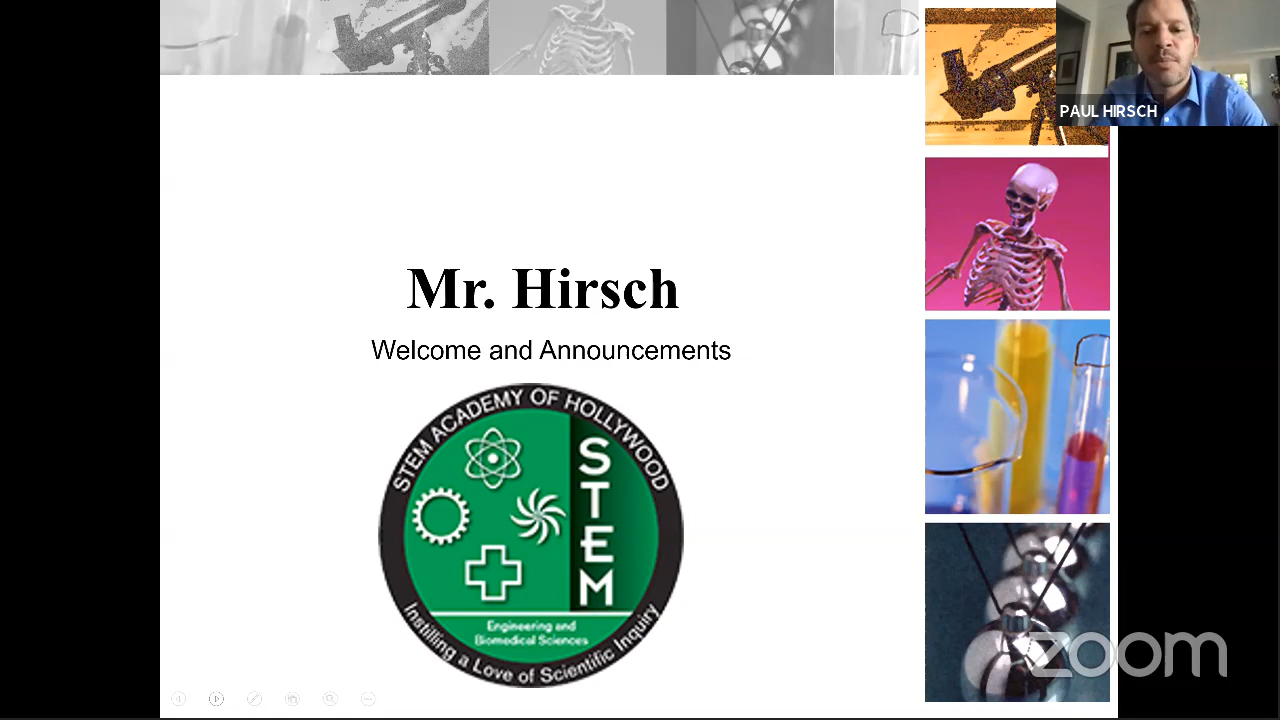 PAUL HIRSCH
Mr. Hirsch
Welcome and Announcements
STEM ACADEMY OF HOLLYWOOD
STEM
Engineering and
Biomedical Sciences
Instilling a Love of Scientific Inquiry
zoom